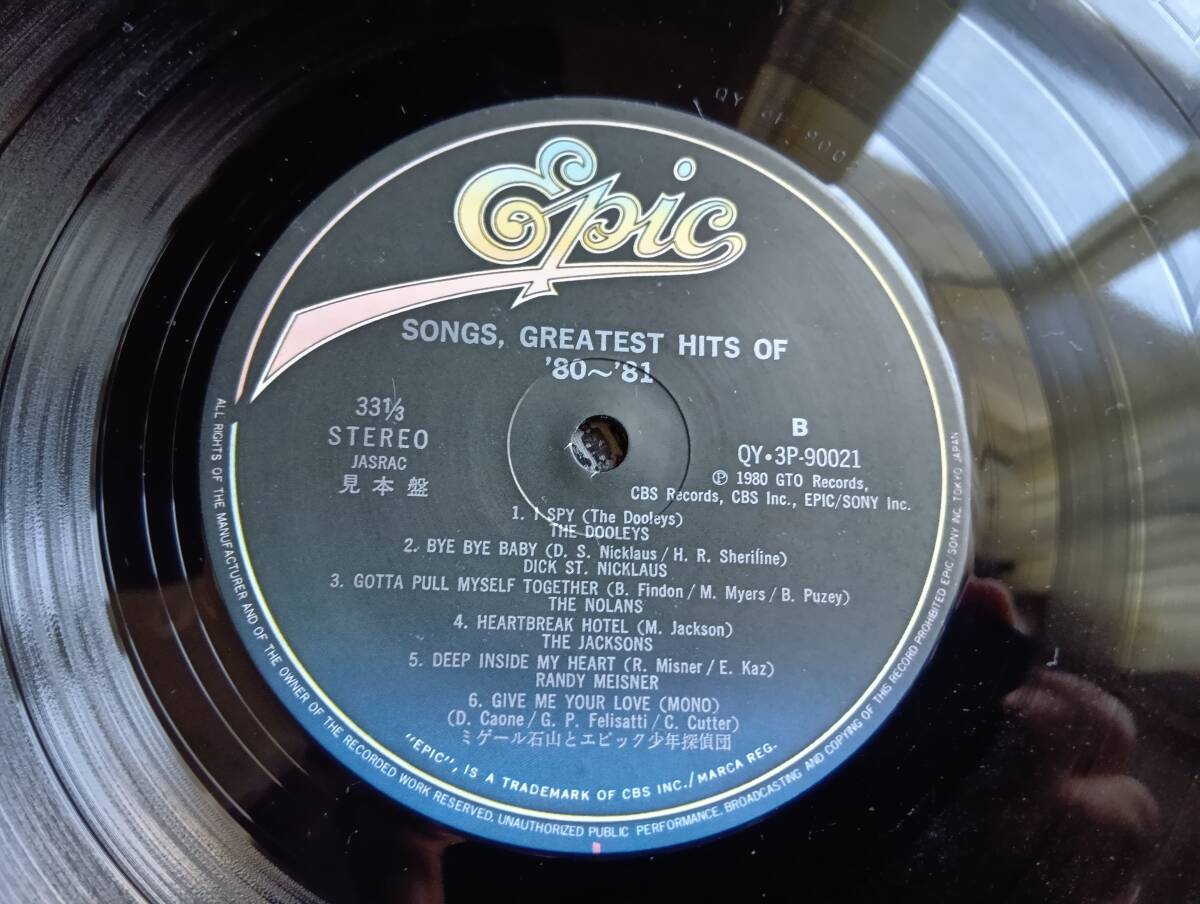 Epic
SONGS, GREATEST HITS OF
'80～'81
33 1/3
STEREO
JASRAC
見本盤
B
QY・3P-90021
Ⓟ 1980 GTO Records,
CBS Records, CBS Inc., EPIC/SONY Inc.
1. I SPY (The Dooleys)
THE DOOLEYS
2. BYE BYE BABY (D. S. Nicklaus / H. R. Sheriline)
DICK ST. NICKLAUS
3. GOTTA PULL MYSELF TOGETHER (B. Findon / M. Myers / B. Puzey)
THE NOLANS
4. HEARTBREAK HOTEL (M. Jackson)
THE JACKSONS
5. DEEP INSIDE MY HEART (R. Misner / E. Kaz)
RANDY MEISNER
6. GIVE ME YOUR LOVE (MONO)
(D. Caone / G. P. Felisatti / C. Cutter)
ミゲール石山とエピック少年探偵団
"EPIC", IS A TRADEMARK OF CBS INC. / MARCA REG.
ALL RIGHTS OF THE MANUFACTURER AND OF THE OWNER OF THE RECORDED WORK RESERVED. UNAUTHORIZED PUBLIC PERFORMANCE, BROADCASTING AND COPYING OF THIS RECORD PROHIBITED EPIC / SONY INC. TOKYO JAPAN
QY